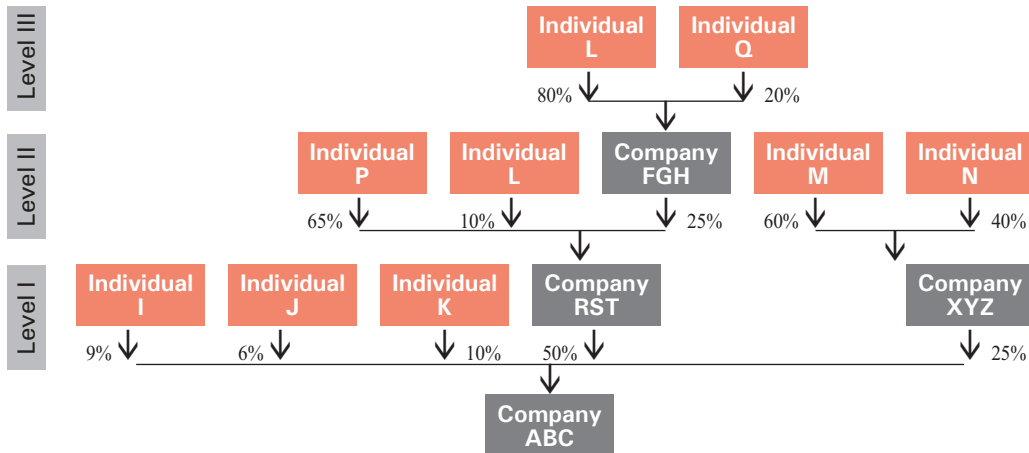 Level III
Individual
L
Individual
Q
80%
20%
Level II
Individual
P
Individual
L
Company
FGH
Individual
M
Individual
N
65%
10%
25%
60%
40%
Level I
Individual
I
Individual
J
Individual
K
Company
RST
Company
XYZ
9%
6%
10%
50%
25%
Company
ABC